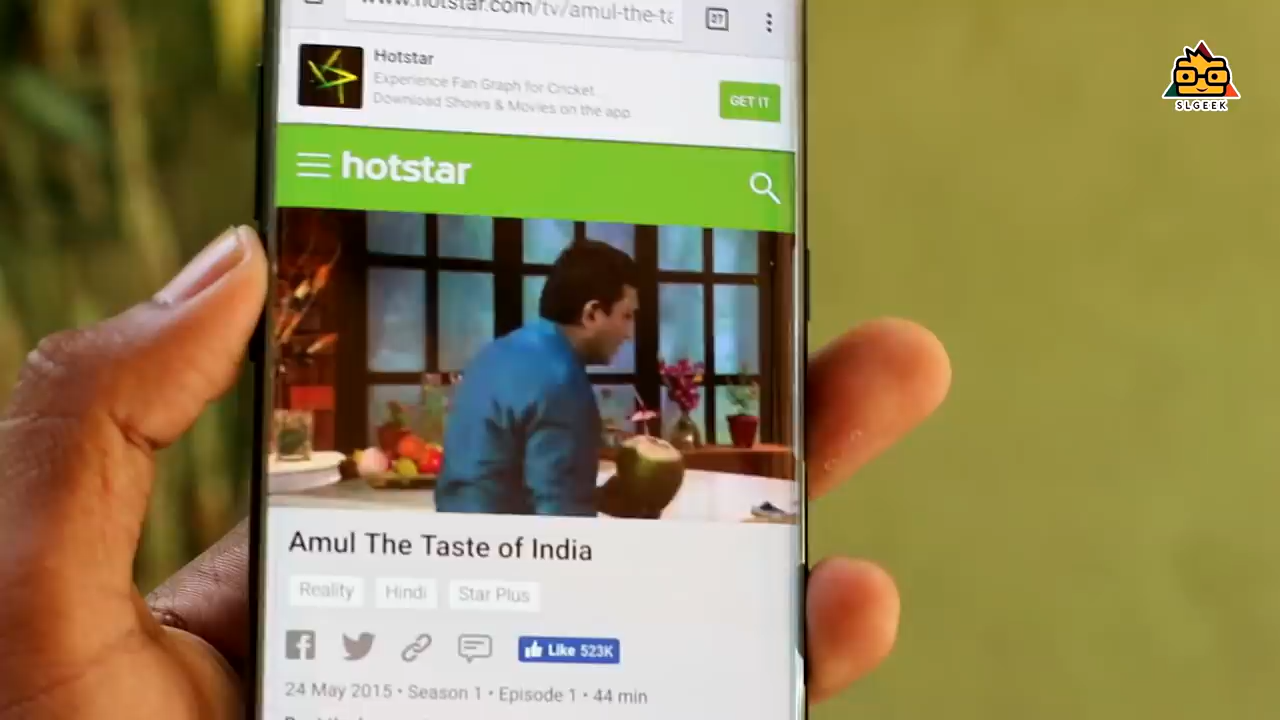 www.hotstar.com/tv/amul-the-ta
27
SLGEEK
Hotstar
Experience Fan Graph for Cricket...
Download Shows & Movies on the app
GET IT
hotstar
Amul The Taste of India
Reality
Hindi
Star Plus
Like 523K
24 May 2015 • Season 1 • Episode 1 • 44 min